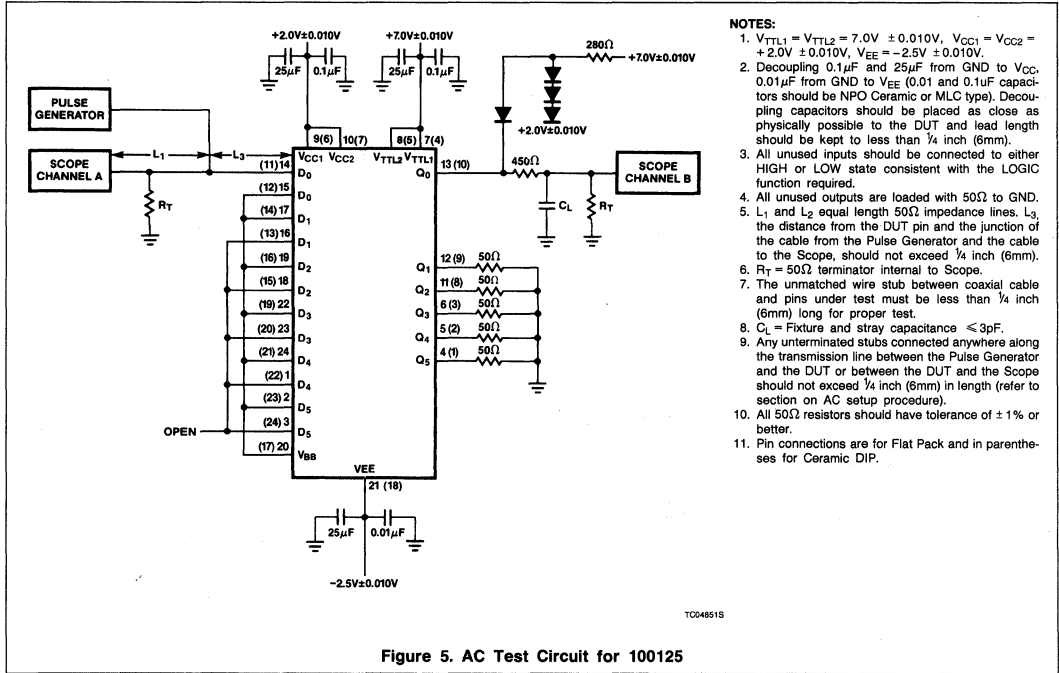 +2.0V±0.010V
+7.0V±0.010V
280Ω
+7.0V±0.010V
25μF
0.1μF
25μF
0.1μF
PULSE
GENERATOR
+2.0V±0.010V
9(6)
10(7)
8(5)
7(4)
SCOPE
CHANNEL A
L₁
L₃
VCC1 VCC2
VTTL2 VTTL1
13 (10)
450Ω
SCOPE
CHANNEL B
(11) 14
D₀
Q₀
RT
CL
RT
(12) 15
D₀
(14) 17
D₁
(13) 16
D₁
(16) 19
D₂
(15) 18
D₂
(19) 22
D₃
(20) 23
D₃
(21) 24
D₄
(22) 1
D₄
(23) 2
D₅
(24) 3
D₅
OPEN
(17) 20
VBB
Q₁
12 (9)
50Ω
Q₂
11 (8)
50Ω
Q₃
6 (3)
50Ω
Q₄
5 (2)
50Ω
Q₅
4 (1)
50Ω
VEE
21 (18)
25μF
0.01μF
-2.5V±0.010V
TC04851S
NOTES:
1. VTTL1 = VTTL2 = 7.0V ±0.010V, VCC1 = VCC2 =
+2.0V ±0.010V, VEE = -2.5V ±0.010V.
2. Decoupling 0.1μF and 25μF from GND to VCC,
0.01μF from GND to VEE (0.01 and 0.1uF capaci-
tors should be NPO Ceramic or MLC type). Decou-
pling capacitors should be placed as close as
physically possible to the DUT and lead length
should be kept to less than ¼ inch (6mm).
3. All unused inputs should be connected to either
HIGH or LOW state consistent with the LOGIC
function required.
4. All unused outputs are loaded with 50Ω to GND.
5. L₁ and L₂ equal length 50Ω impedance lines. L₃,
the distance from the DUT pin and the junction of
the cable from the Pulse Generator and the cable
to the Scope, should not exceed ¼ inch (6mm).
6. RT = 50Ω terminator internal to Scope.
7. The unmatched wire stub between coaxial cable
and pins under test must be less than ¼ inch
(6mm) long for proper test.
8. CL = Fixture and stray capacitance ≤ 3pF.
9. Any unterminated stubs connected anywhere along
the transmission line between the Pulse Generator
and the DUT or between the DUT and the Scope
should not exceed ¼ inch (6mm) in length (refer to
section on AC setup procedure).
10. All 50Ω resistors should have tolerance of ±1% or
better.
11. Pin connections are for Flat Pack and in parenthe-
ses for Ceramic DIP.
Figure 5. AC Test Circuit for 100125